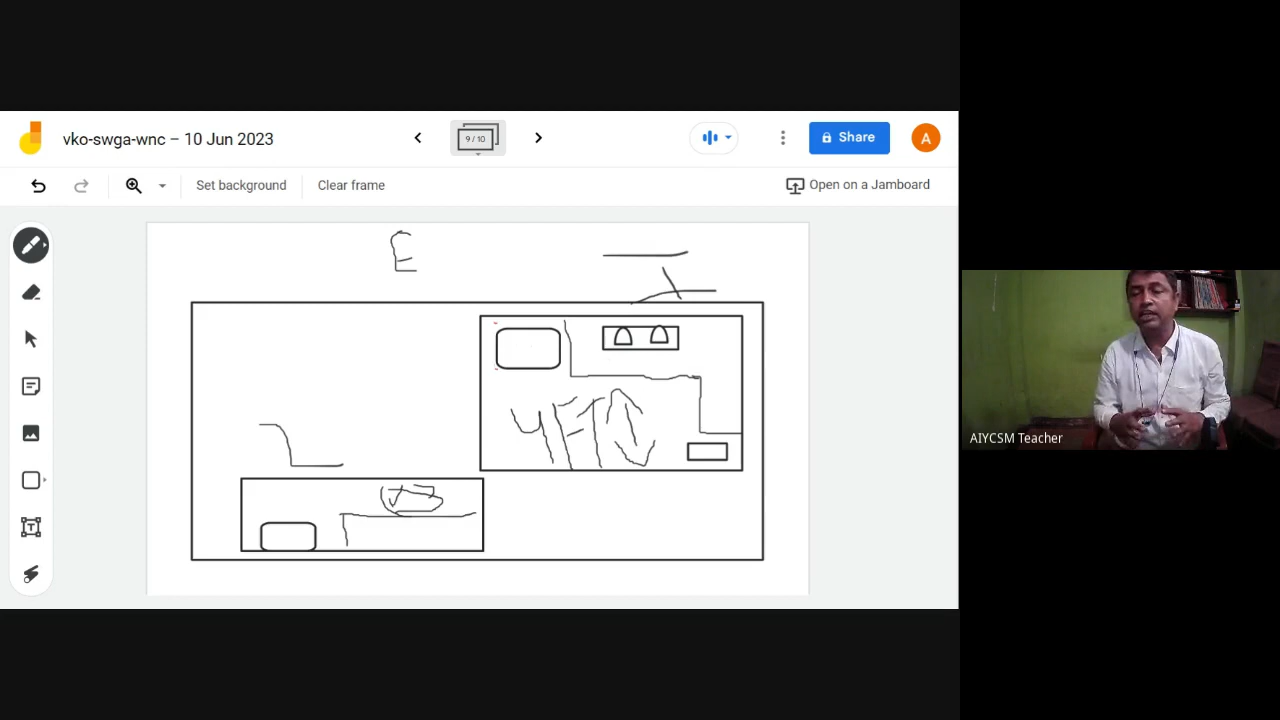 vko-swga-wnc – 10 Jun 2023
9 / 10
Share
A
Set background
Clear frame
Open on a Jamboard
E
T
AIYCSM Teacher